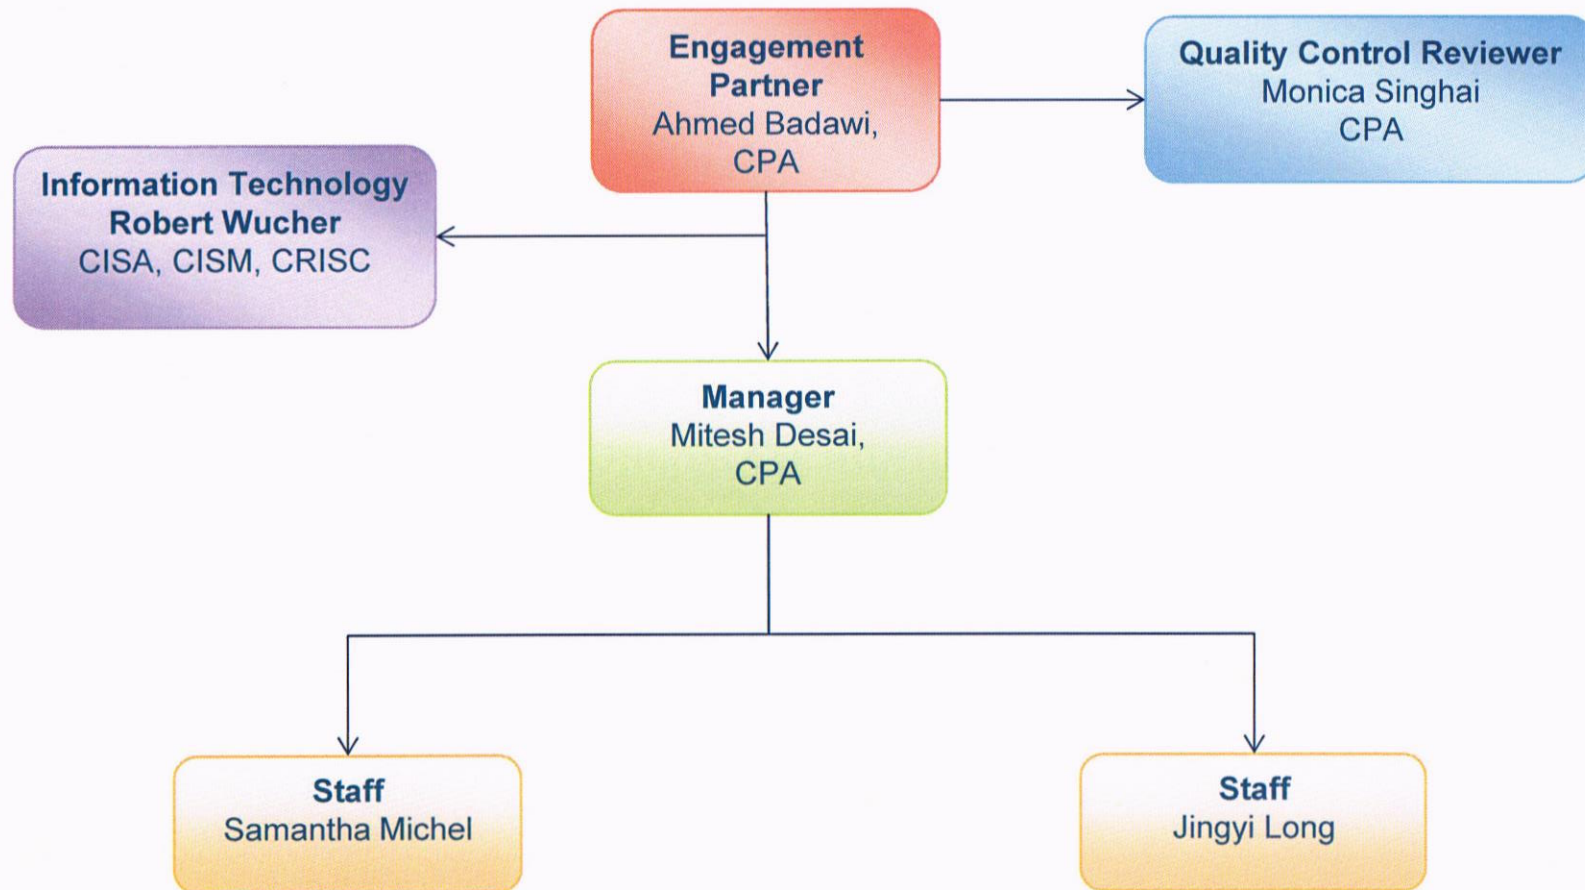 Engagement
Partner
Ahmed Badawi,
CPA
Quality Control Reviewer
Monica Singhai
CPA
Information Technology
Robert Wucher
CISA, CISM, CRISC
Manager
Mitesh Desai,
CPA
Staff
Samantha Michel
Staff
Jingyi Long